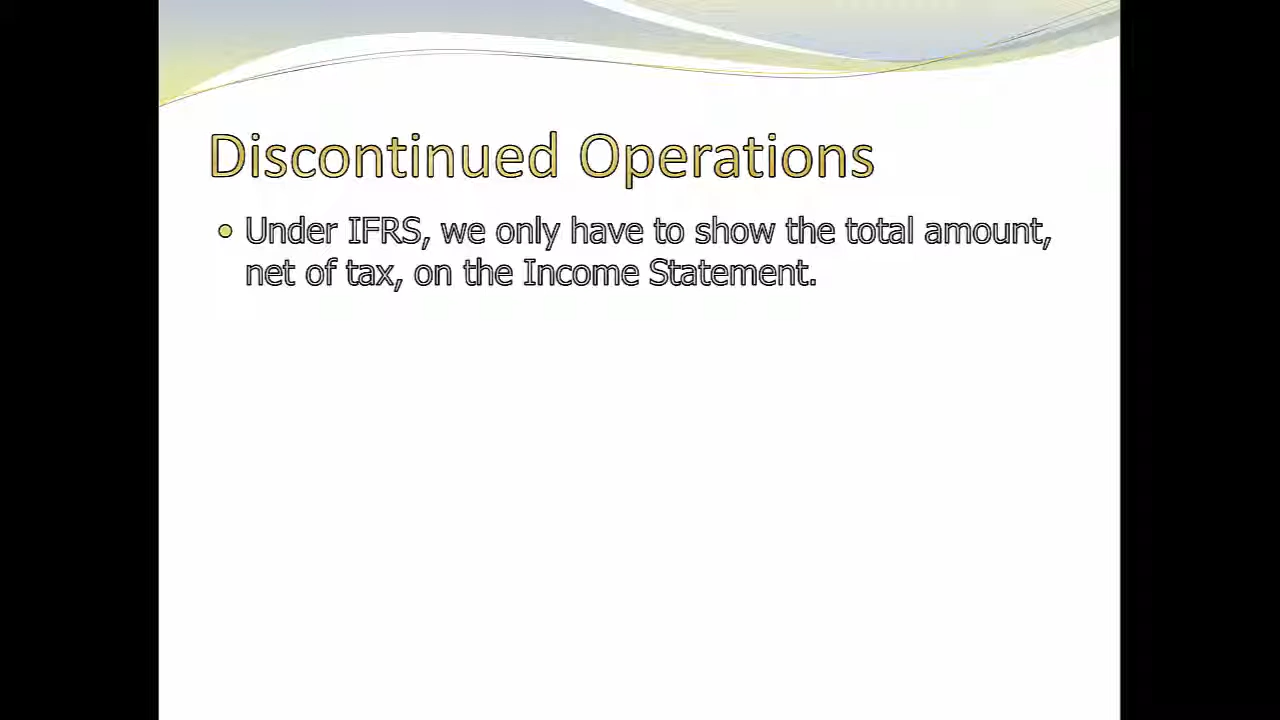 Discontinued Operations
Under IFRS, we only have to show the total amount,
net of tax, on the Income Statement.